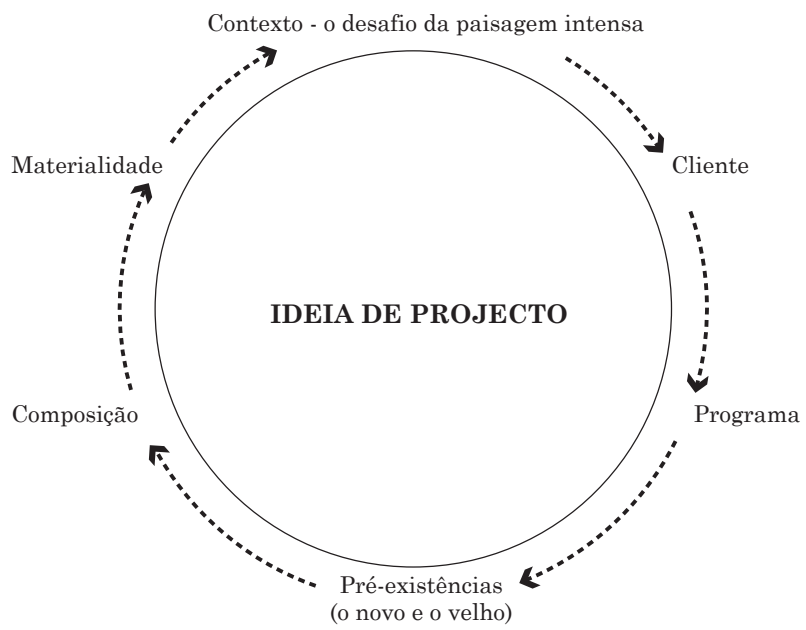 Contexto - o desafio da paisagem intensa
Materialidade
Cliente
IDEIA DE PROJECTO
Composição
Programa
Pré-existências
(o novo e o velho)